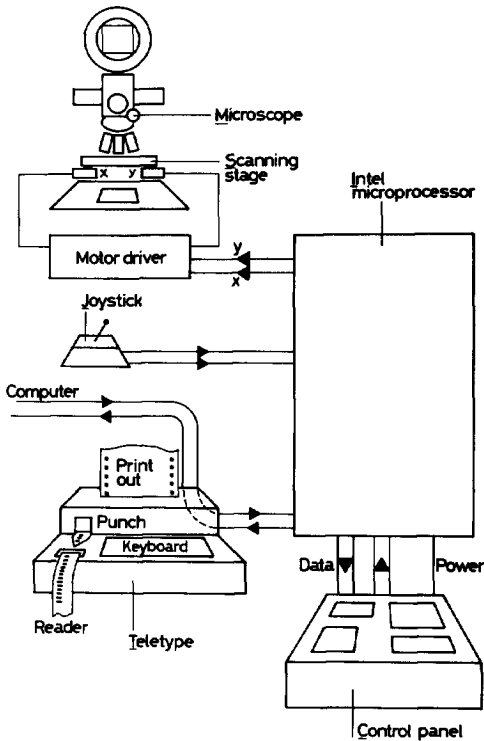 Microscope
Scanning
stage
x y
Intel
microprocessor
Motor driver
y
x
Joystick
Computer
Print
out
Punch
Keyboard
Reader
Teletype
Data
Power
Control panel